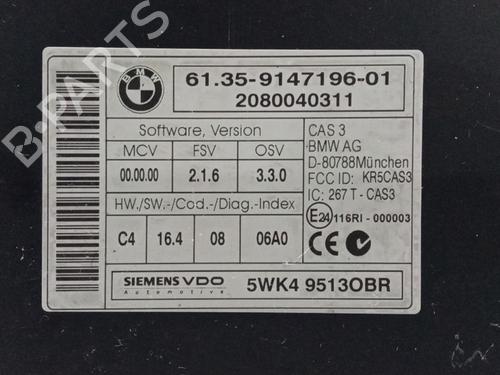 B-PARTS
BMW
61.35-9147196-01
2080040311
Software, Version
MCV FSV OSV
00.00.00 2.1.6 3.3.0
HW./SW.-/Cod.-/Diag.-Index
C4 16.4 08 06A0
CAS 3
BMW AG
D-80788München
FCC ID: KR5CAS3
IC: 267 T - CAS3
E24 116RI - 000003
CE
SIEMENS VDO
Automotive
5WK4 9513OBR